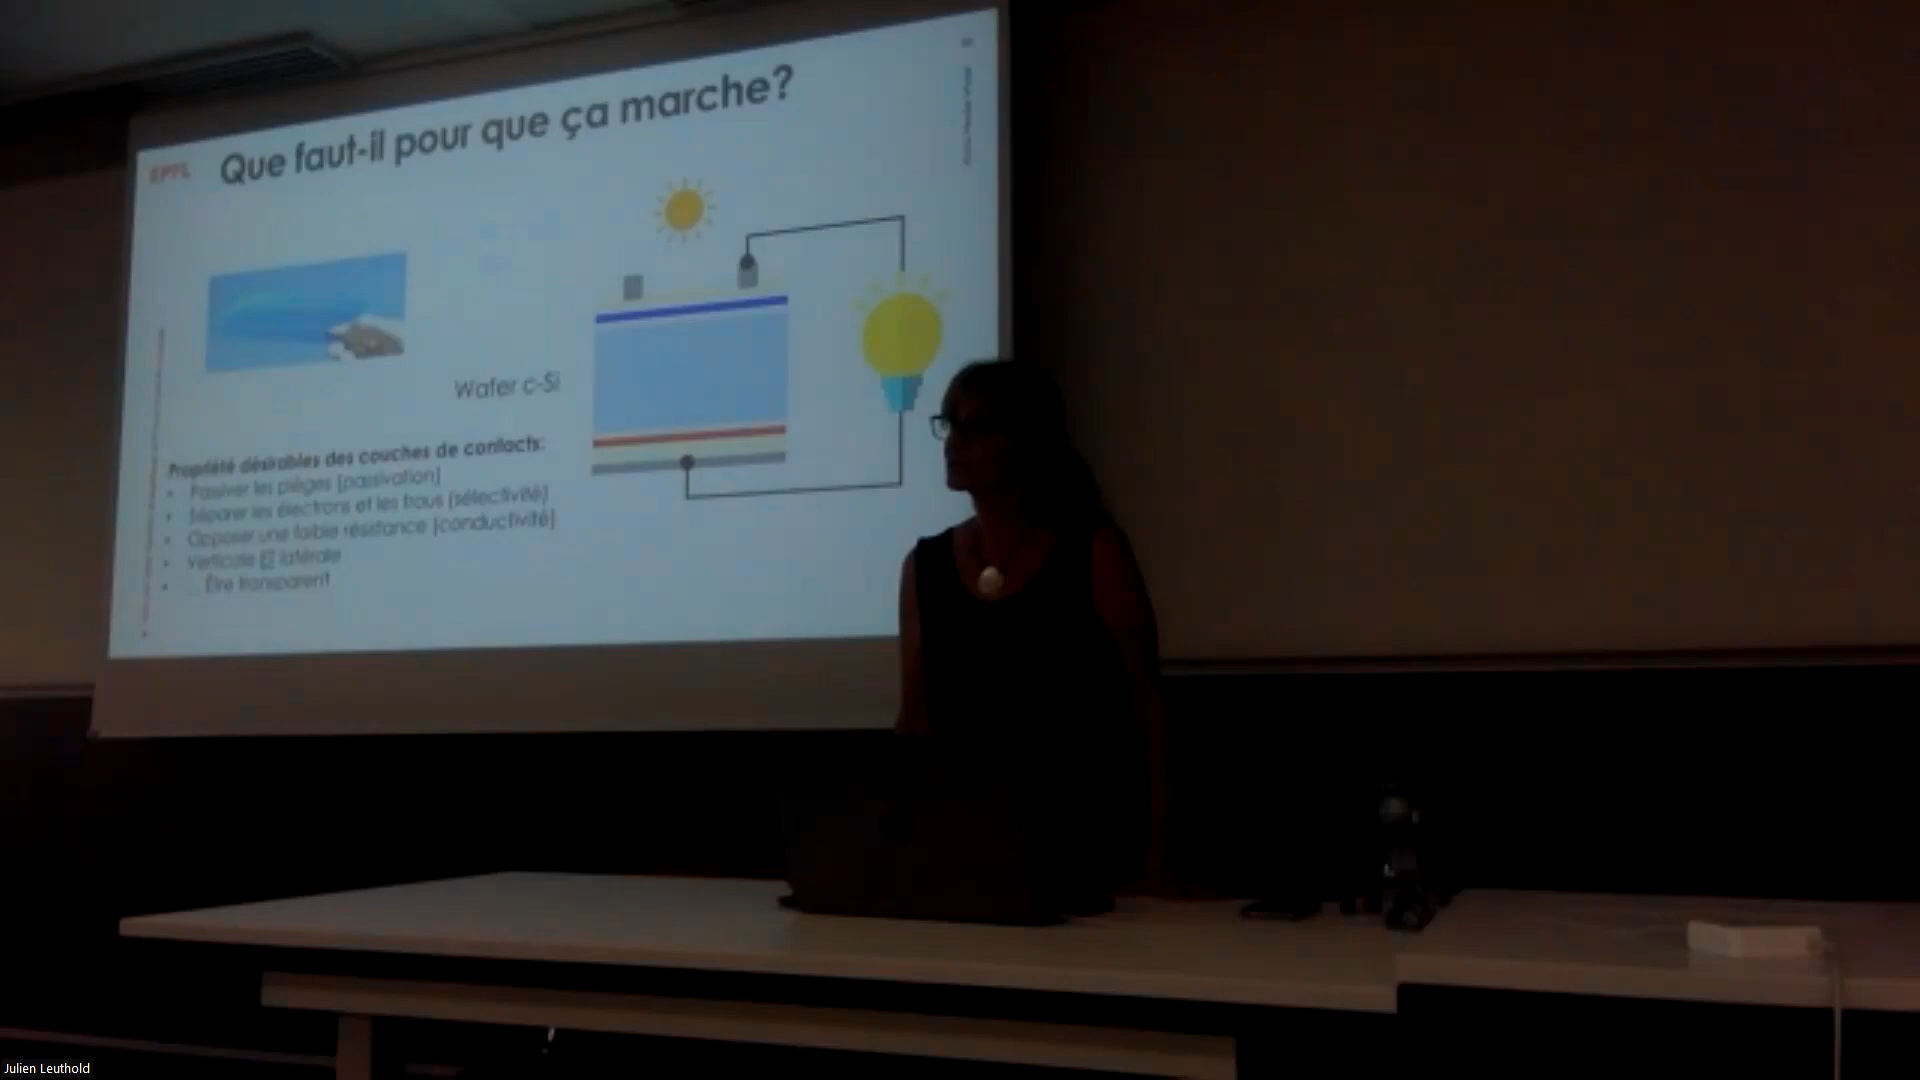 EPFL
Que faut-il pour que ça marche?
Wafer c-Si
Propriété désirables des couches de contacts:
• Passiver les pièges (passivation)
• Séparer les électrons et les trous (sélectivité)
• Opposer une faible résistance (conductivité)
• Verticale ET latérale
• ... Être transparent
Julien Leuthold